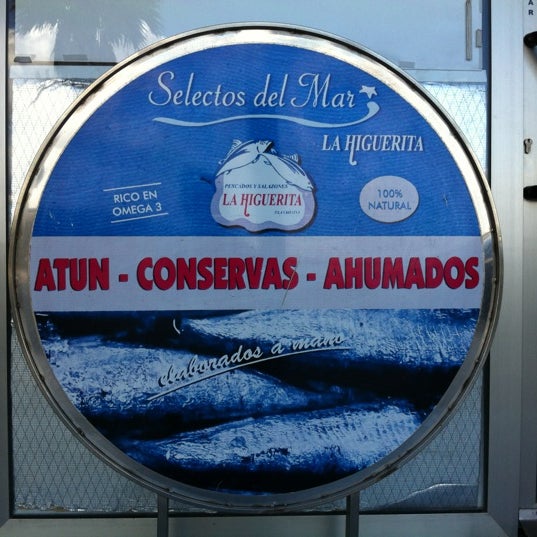 Selectos del Mar
LA HIGUERITA
PESCADOS Y SALAZONES
LA HIGUERITA
RICO EN
OMEGA 3
100%
NATURAL
ATUN - CONSERVAS - AHUMADOS
elaborados a mano
AR